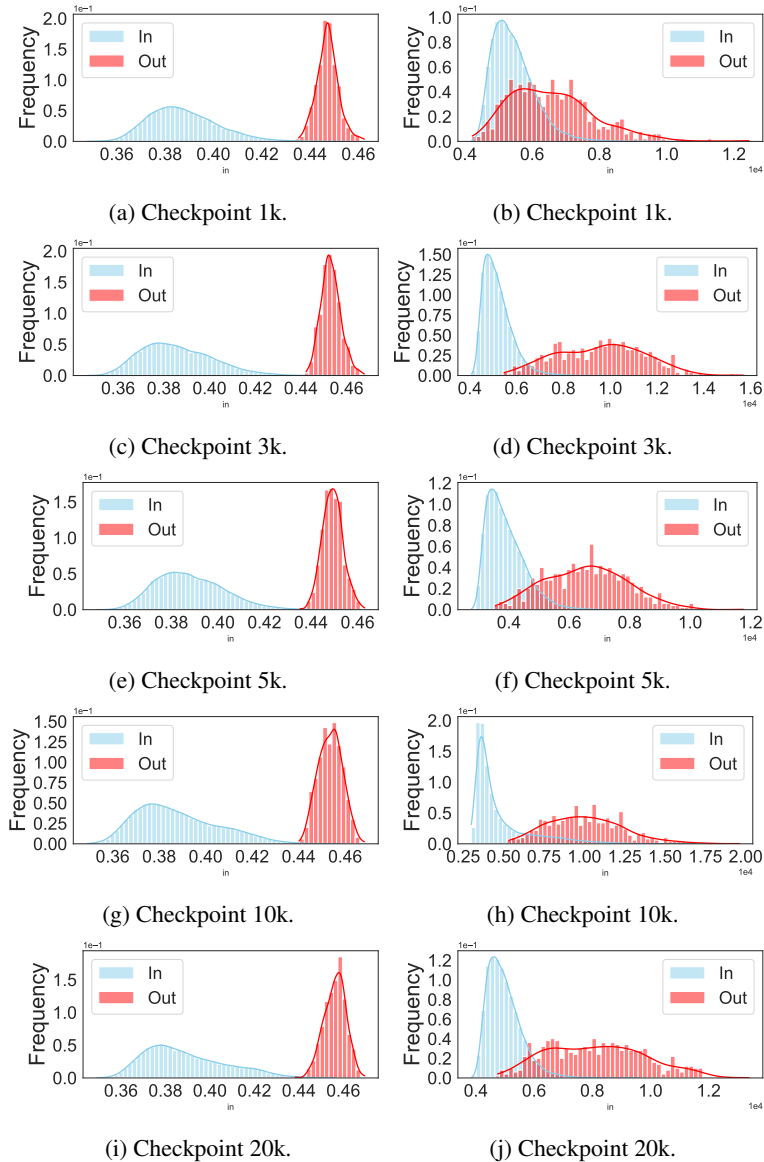 1e−1
2.0
1.5
1.0
0.5
0.0
Frequency
In
Out
0.36 0.38 0.40 0.42 0.44 0.46
in
(a) Checkpoint 1k.
1e−1
1.0
0.8
0.6
0.4
0.2
0.0
Frequency
In
Out
0.4 0.6 0.8 1.0 1.2
in
1e4
(b) Checkpoint 1k.
1e−1
2.0
1.5
1.0
0.5
0.0
Frequency
In
Out
0.36 0.38 0.40 0.42 0.44 0.46
in
(c) Checkpoint 3k.
1e−1
1.50
1.25
1.00
0.75
0.50
0.25
0.00
Frequency
In
Out
0.4 0.6 0.8 1.0 1.2 1.4 1.6
in
1e4
(d) Checkpoint 3k.
1e−1
1.5
1.0
0.5
0.0
Frequency
In
Out
0.36 0.38 0.40 0.42 0.44 0.46
in
(e) Checkpoint 5k.
1e−1
1.2
1.0
0.8
0.6
0.4
0.2
0.0
Frequency
In
Out
0.4 0.6 0.8 1.0 1.2
in
1e4
(f) Checkpoint 5k.
1e−1
1.50
1.25
1.00
0.75
0.50
0.25
0.00
Frequency
In
Out
0.36 0.38 0.40 0.42 0.44 0.46
in
(g) Checkpoint 10k.
1e−1
2.0
1.5
1.0
0.5
0.0
Frequency
In
Out
0.25 0.50 0.75 1.00 1.25 1.50 1.75 2.00
in
1e4
(h) Checkpoint 10k.
1e−1
1.5
1.0
0.5
0.0
Frequency
In
Out
0.36 0.38 0.40 0.42 0.44 0.46
in
(i) Checkpoint 20k.
1e−1
1.2
1.0
0.8
0.6
0.4
0.2
0.0
Frequency
In
Out
0.4 0.6 0.8 1.0 1.2
in
1e4
(j) Checkpoint 20k.